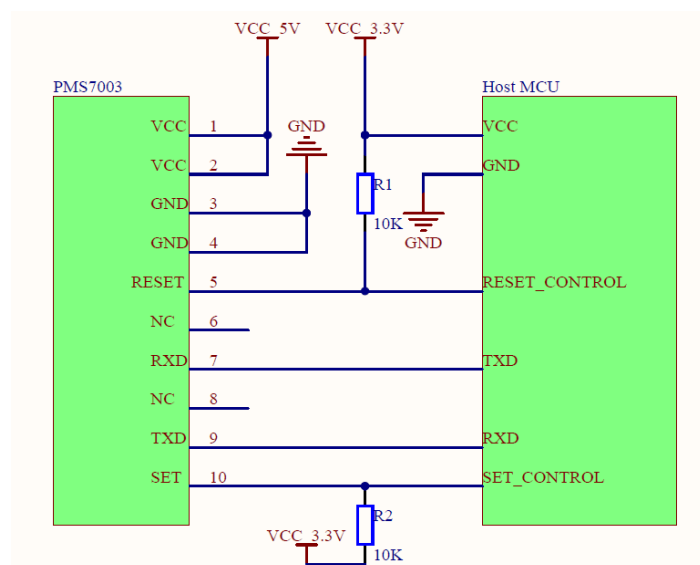 VCC_5V VCC_3.3V
PMS7003 Host MCU
VCC 1 GND VCC
VCC 2 GND
GND 3 R1
GND 4 10K GND
RESET 5 RESET_CONTROL
NC 6
RXD 7 TXD
NC 8
TXD 9 RXD
SET 10 SET_CONTROL
R2
VCC_3.3V 10K